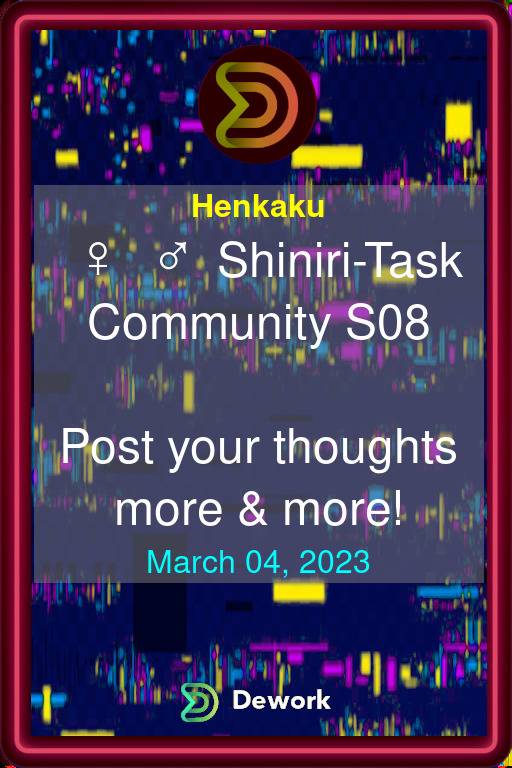 Henkaku
♀ ♂ Shiniri-Task
Community S08
Post your thoughts
more & more!
March 04, 2023
Dework